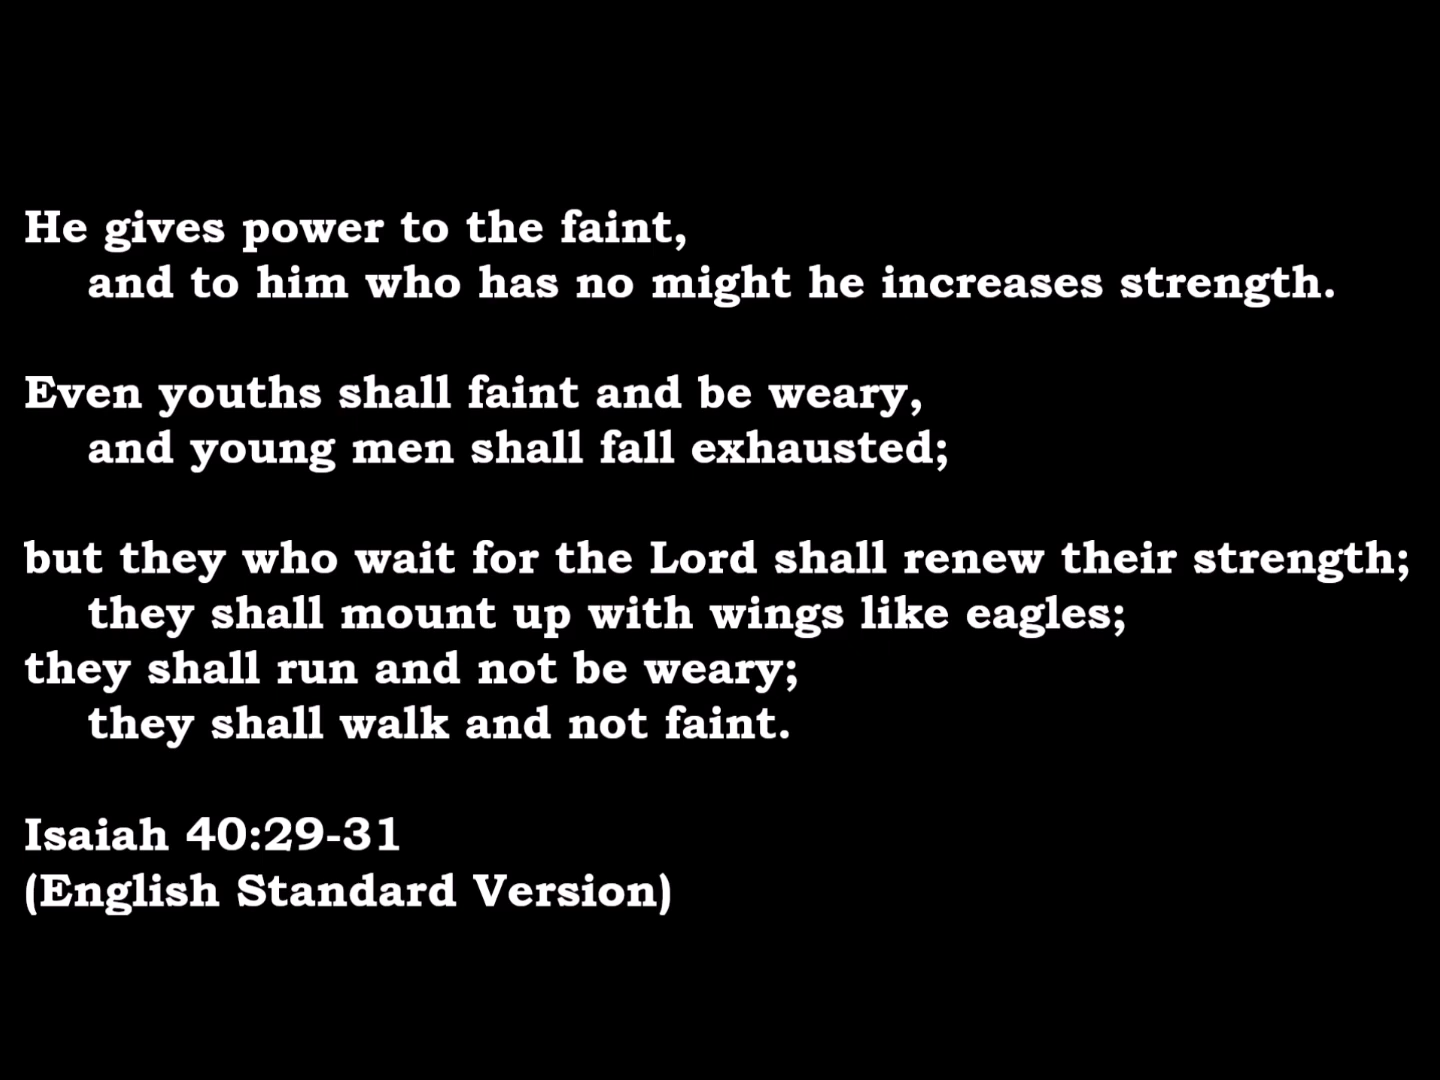 He gives power to the faint,
and to him who has no might he increases strength.
Even youths shall faint and be weary,
and young men shall fall exhausted;
but they who wait for the Lord shall renew their strength;
they shall mount up with wings like eagles;
they shall run and not be weary;
they shall walk and not faint.
Isaiah 40:29-31
(English Standard Version)